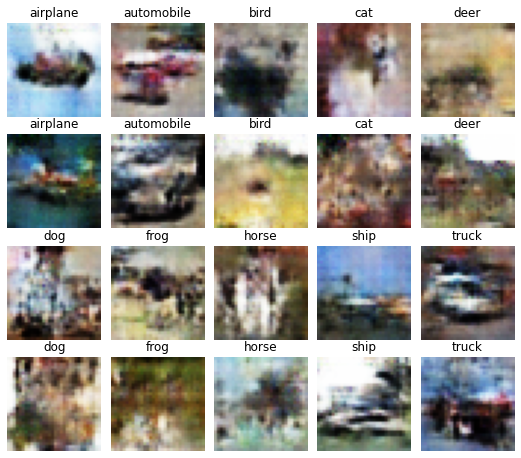 airplane automobile bird cat deer
airplane automobile bird cat deer
dog frog horse ship truck
dog frog horse ship truck